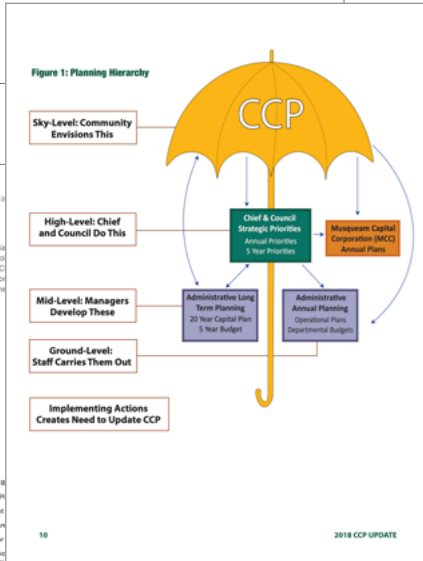 Figure 1: Planning Hierarchy
CCP
Sky-Level: Community
Envisions This
High-Level: Chief
and Council Do This
Chief & Council
Strategic Priorities
Annual Priorities
5 Year Priorities
Musqueam Capital
Corporation (MCC)
Annual Plans
Mid-Level: Managers
Develop These
Administrative Long
Term Planning
20 Year Capital Plan
5 Year Budget
Administrative
Annual Planning
Operational Plans
Departmental Budgets
Ground-Level:
Staff Carries Them Out
Implementing Actions
Creates Need to Update CCP
10
2018 CCP UPDATE